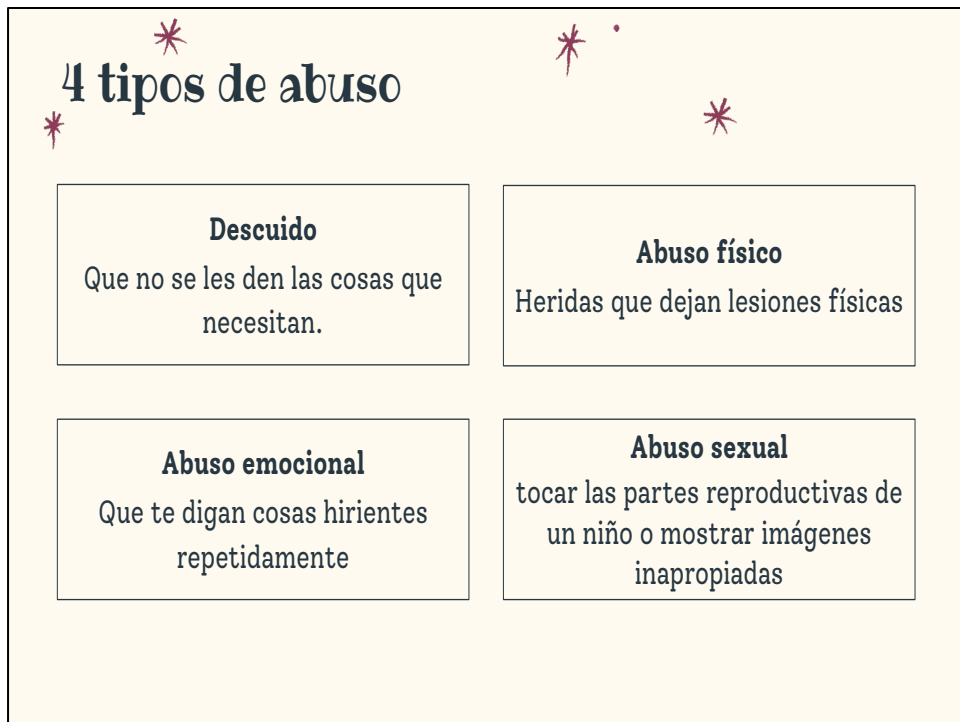 4 tipos de abuso
Descuido
Que no se les den las cosas que
necesitan.
Abuso físico
Heridas que dejan lesiones físicas
Abuso emocional
Que te digan cosas hirientes
repetidamente
Abuso sexual
tocar las partes reproductivas de
un niño o mostrar imágenes
inapropiadas